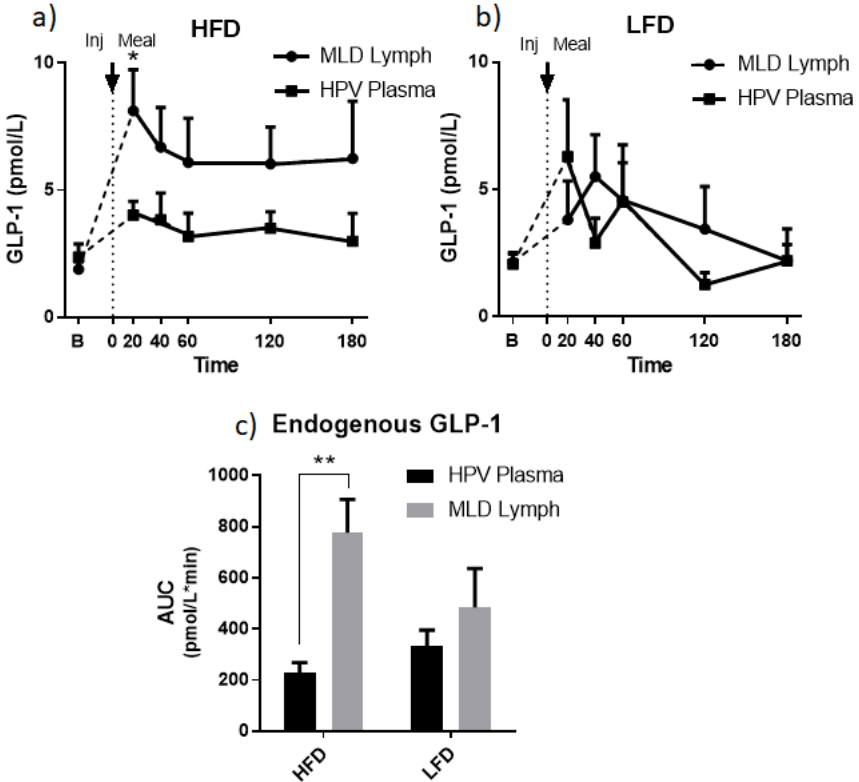 a)
HFD
Inj Meal
*
MLD Lymph
HPV Plasma
10
5
0
GLP-1 (pmol/L)
B 0 20 40 60 120 180
Time
b)
LFD
Inj Meal
MLD Lymph
HPV Plasma
10
5
0
GLP-1 (pmol/L)
B 0 20 40 60 120 180
Time
c) Endogenous GLP-1
**
HPV Plasma
MLD Lymph
1000
800
600
400
200
0
AUC
(pmol/L*min)
HFD LFD